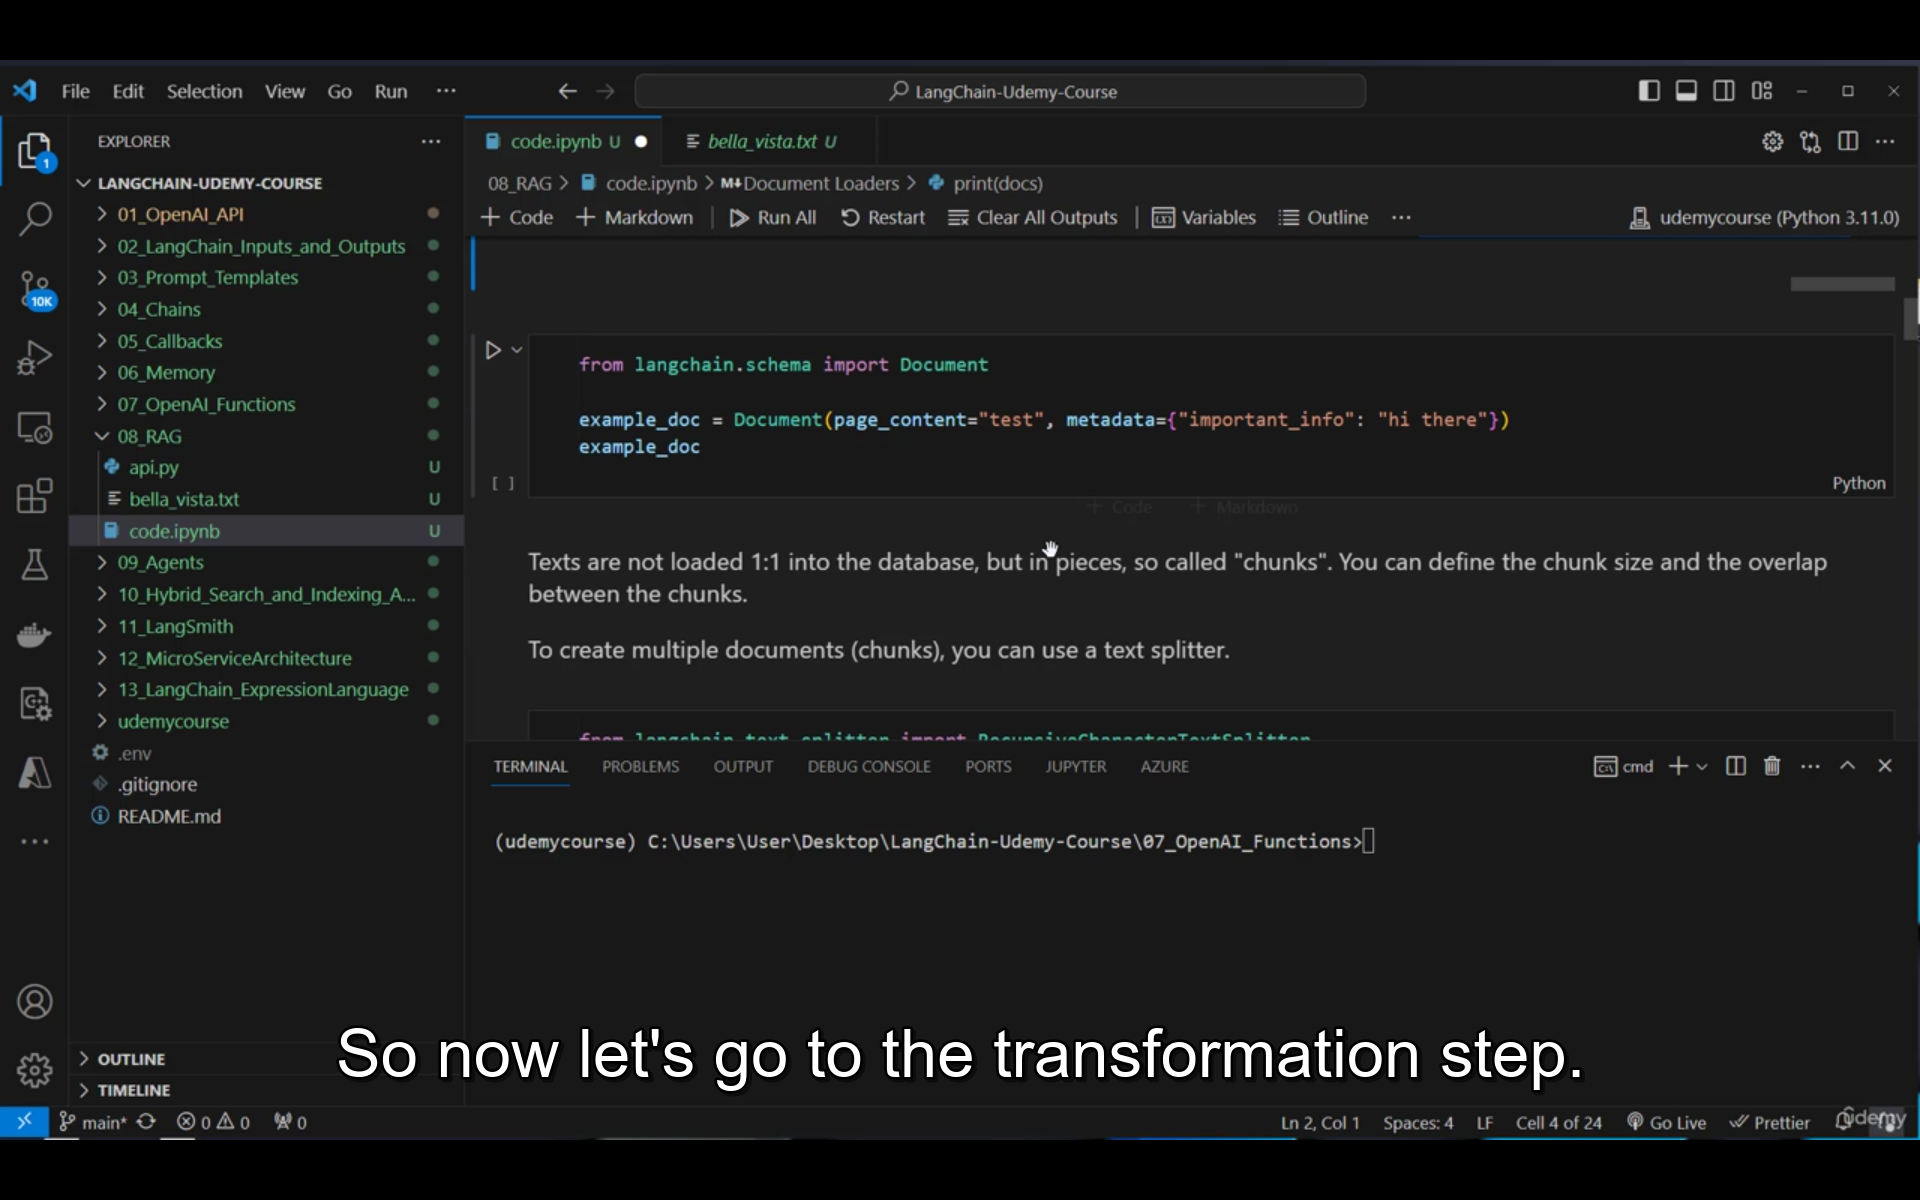 File Edit Selection View Go Run ···
LangChain-Udemy-Course
EXPLORER
LANGCHAIN-UDEMY-COURSE
01_OpenAI_API
02_LangChain_Inputs_and_Outputs
03_Prompt_Templates
04_Chains
05_Callbacks
06_Memory
07_OpenAI_Functions
08_RAG
api.py U
bella_vista.txt U
code.ipynb U
09_Agents
10_Hybrid_Search_and_Indexing_A...
11_LangSmith
12_MicroServiceArchitecture
13_LangChain_ExpressionLanguage
udemycourse
.env
.gitignore
README.md
OUTLINE
TIMELINE
1
10K
code.ipynb U
bella_vista.txt U
08_RAG > code.ipynb > M↓Document Loaders > print(docs)
+ Code + Markdown | Run All Restart Clear All Outputs | Variables Outline ···
udemycourse (Python 3.11.0)
from langchain.schema import Document
example_doc = Document(page_content="test", metadata={"important_info": "hi there"})
example_doc
[ ]
Python
+ Code + Markdown
Texts are not loaded 1:1 into the database, but in pieces, so called "chunks". You can define the chunk size and the overlap
between the chunks.
To create multiple documents (chunks), you can use a text splitter.
from langchain.text_splitter import RecursiveCharacterTextSplitter
TERMINAL PROBLEMS OUTPUT DEBUG CONSOLE PORTS JUPYTER AZURE
cmd
(udemycourse) C:\Users\User\Desktop\LangChain-Udemy-Course\07_OpenAI_Functions>
So now let's go to the transformation step.
main* 0 0 0
Ln 2, Col 1 Spaces: 4 LF Cell 4 of 24 Go Live Prettier
udemy